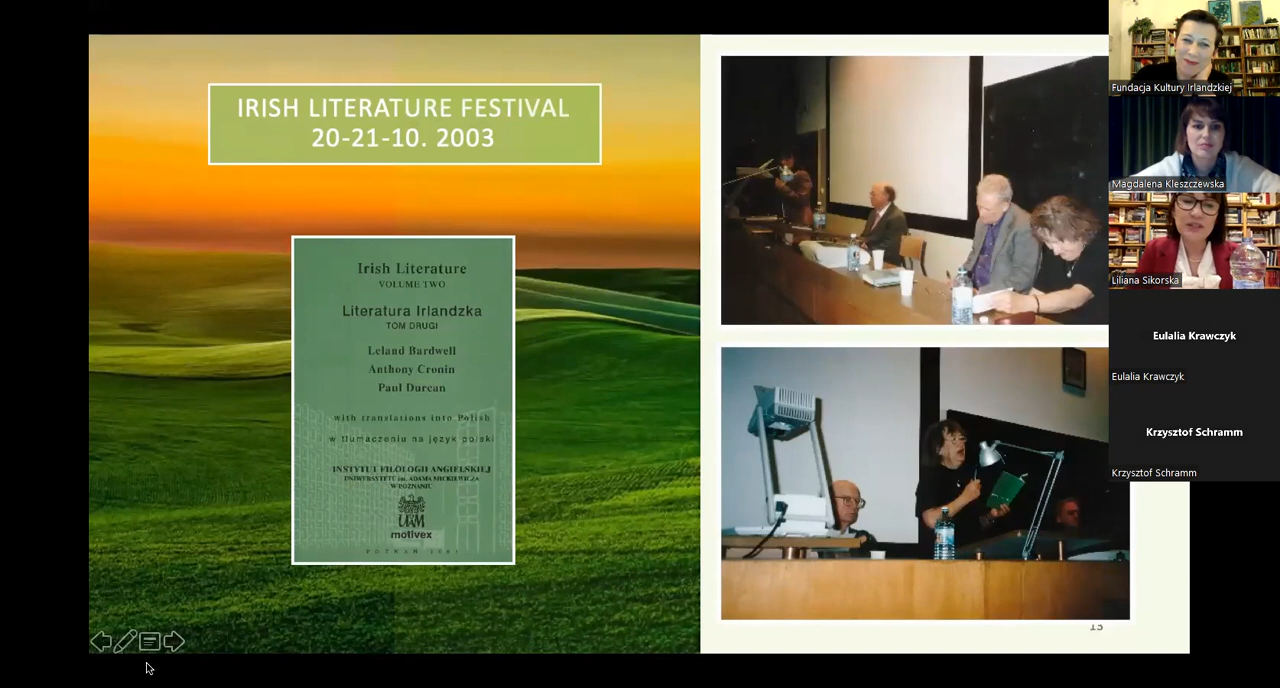 IRISH LITERATURE FESTIVAL
20-21-10. 2003
Irish Literature
VOLUME TWO
Literatura Irlandzka
TOM DRUGI
Leland Bardwell
Anthony Cronin
Paul Durcan
with translations into Polish
w tłumaczeniu na język polski
INSTYTUT FILOLOGII ANGIELSKIEJ
UNIWERSYTETU im. ADAMA MICKIEWICZA
W POZNANIU
UAM
motivex
13
Fundacja Kultury Irlandzkiej
Magdalena Kleszczewska
Liliana Sikorska
Eulalia Krawczyk
Eulalia Krawczyk
Krzysztof Schramm
Krzysztof Schramm